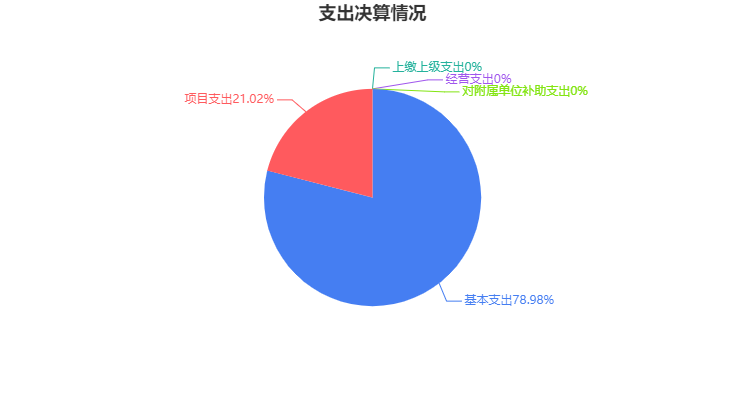 支出决算情况
上缴上级支出0%
经营支出0%
对附属单位补助支出0%
项目支出21.02%
基本支出78.98%